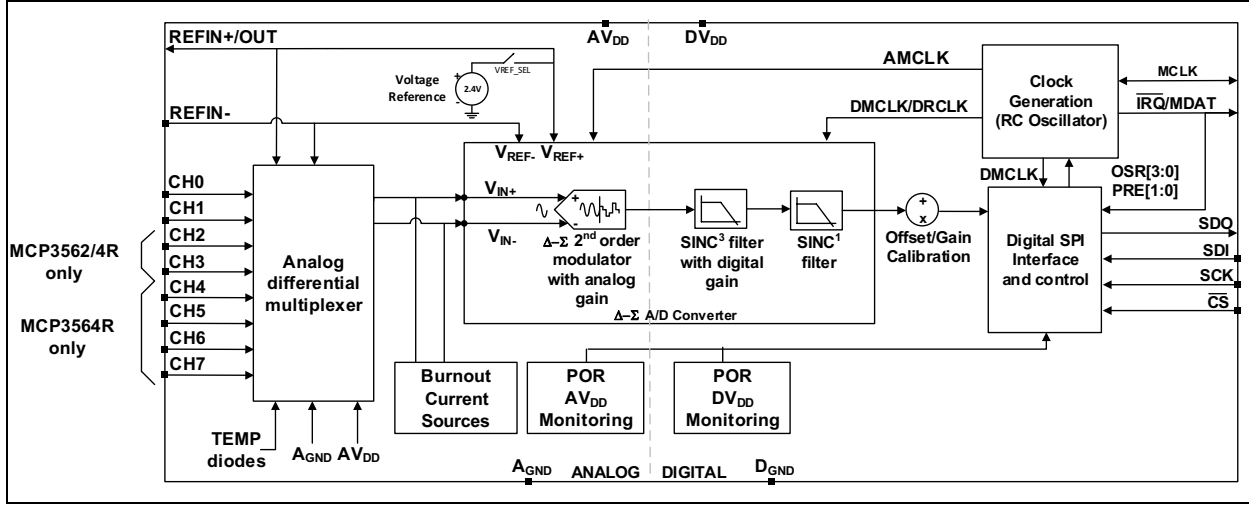 REFIN+/OUT
AVDD
DVDD
Voltage
Reference
+
2.4V
-
VREF_SEL
AMCLK
Clock
Generation
(RC Oscillator)
MCLK
IRQ/MDAT
REFIN-
DMCLK/DRCLK
VREF- VREF+
DMCLK
OSR[3:0]
PRE[1:0]
CH0
CH1
CH2
CH3
CH4
CH5
CH6
CH7
MCP3562/4R
only
MCP3564R
only
Analog
differential
multiplexer
VIN+
VIN-
+
-
Δ–Σ 2nd order
modulator
with analog
gain
SINC3 filter
with digital
gain
SINC1
filter
Δ–Σ A/D Converter
+
x
Offset/Gain
Calibration
Digital SPI
Interface
and control
SDO
SDI
SCK
CS
Burnout
Current
Sources
POR
AVDD
Monitoring
POR
DVDD
Monitoring
TEMP
diodes
AGND
AVDD
AGND
ANALOG
DIGITAL
DGND